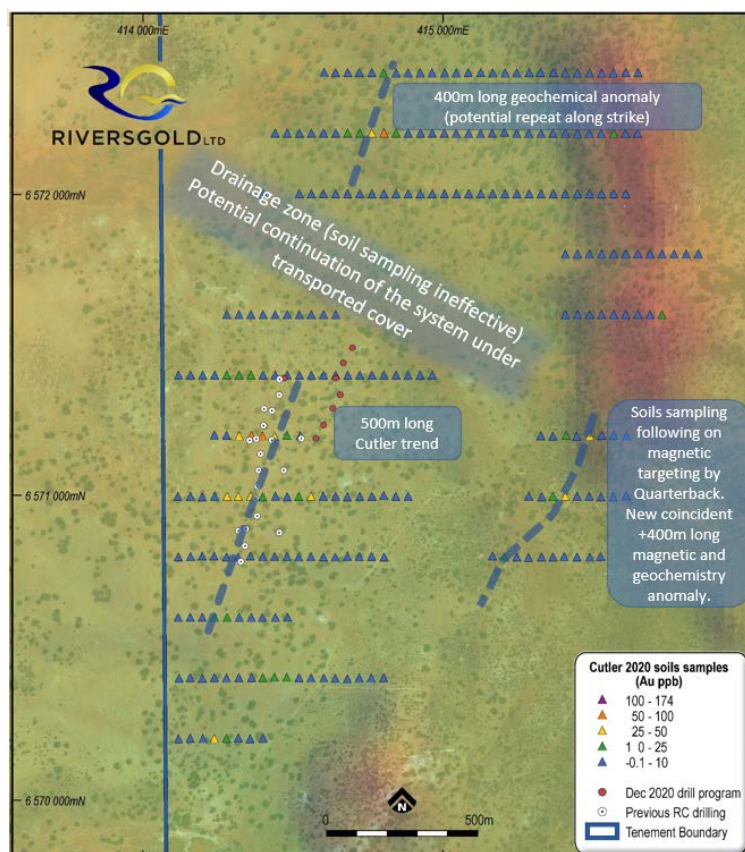 414 000mE
415 000mE
RIVERSGOLD LTD
400m long geochemical anomaly
(potential repeat along strike)
6 572 000mN
Drainage zone (soil sampling ineffective)
Potential continuation of the system under
transported cover
500m long
Cutler trend
Soils sampling
following on
magnetic
targeting by
Quarterback.
New coincident
+400m long
magnetic and
geochemistry
anomaly.
6 571 000mN
Cutler 2020 soils samples
(Au ppb)
100 - 174
50 - 100
25 - 50
1 0 - 25
-0.1 - 10
Dec 2020 drill program
Previous RC drilling
Tenement Boundary
6 570 000mN
N
0
500m